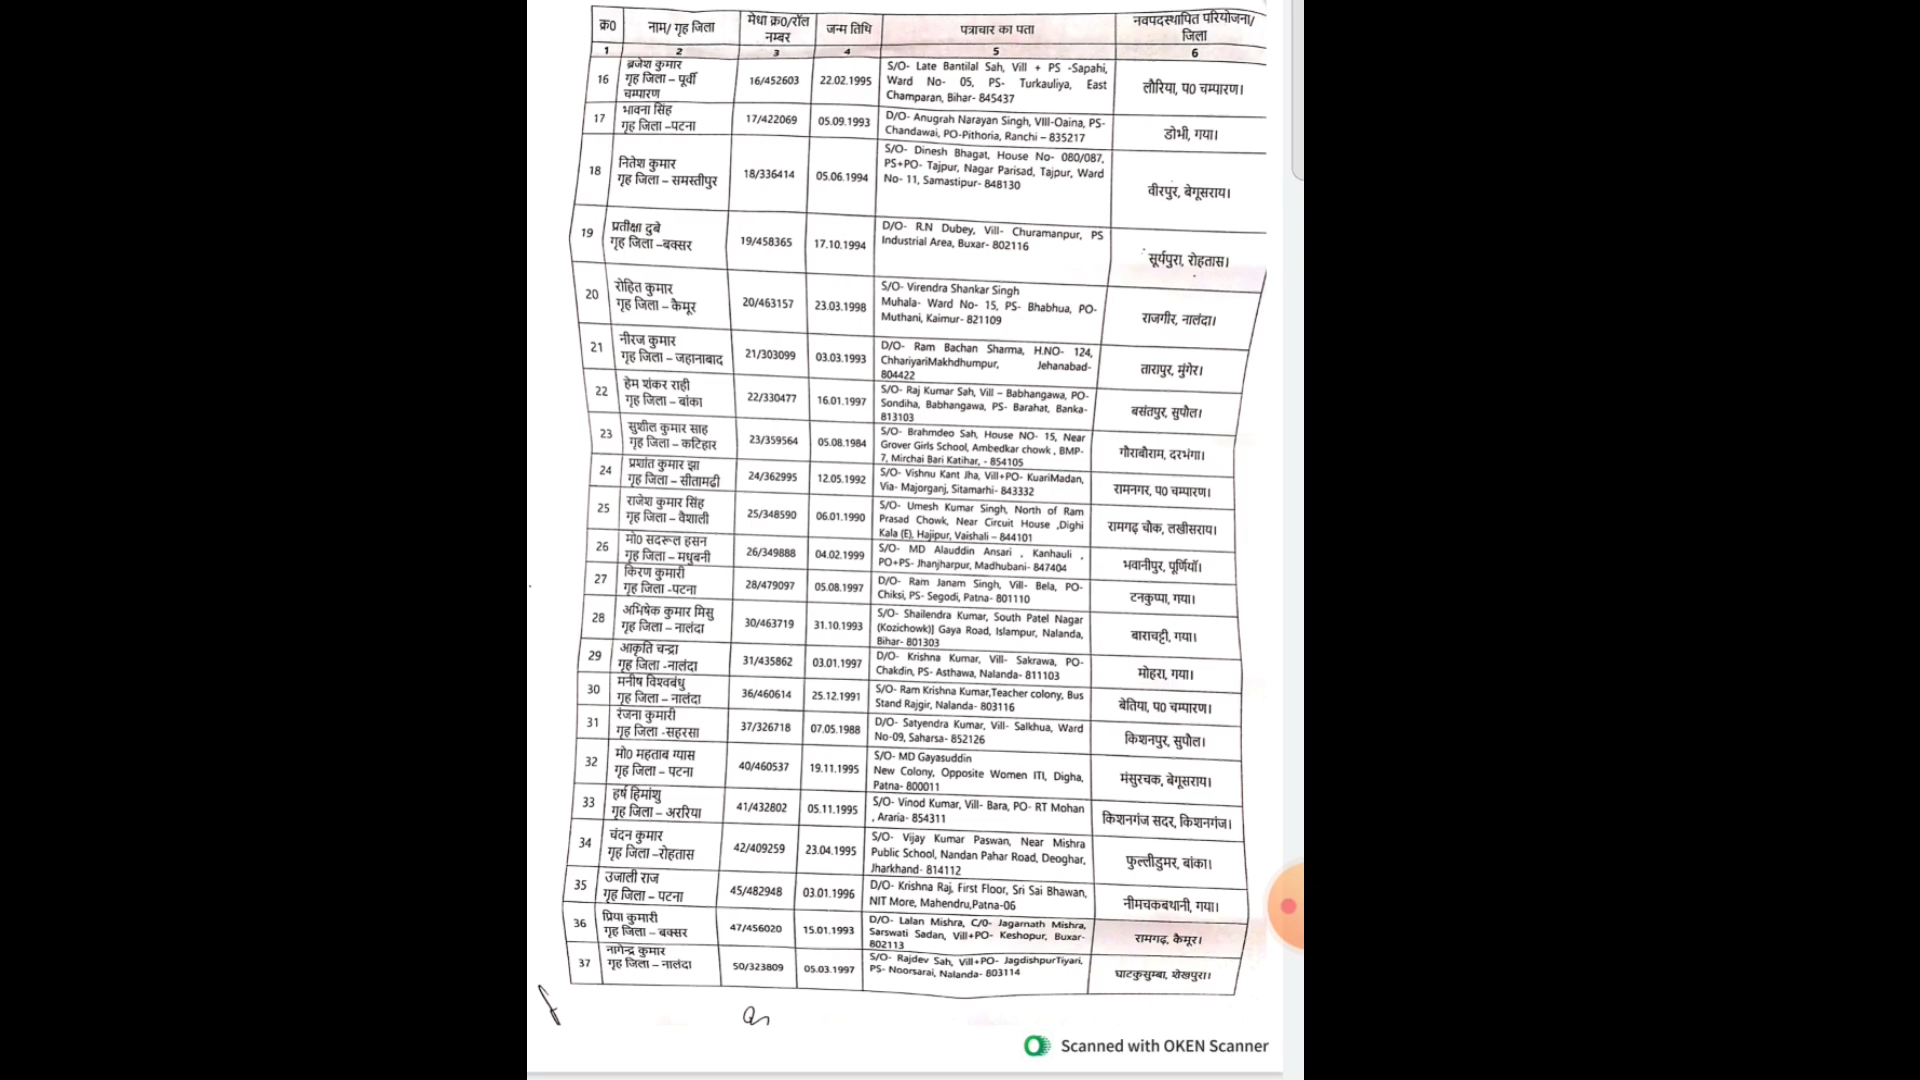 क्र0 नाम/ गृह जिला मेधा क्र0/रॉल नम्बर जन्म तिथि पत्राचार का पता नवपदस्थापित परियोजना/ जिला
1 2 3 4 5 6
16 ब्रजेश कुमार गृह जिला – पूर्वी चम्पारण 16/452603 22.02.1995 S/O- Late Bantilal Sah, Vill + PS -Sapahi, Ward No- 05, PS- Turkauliya, East Champaran, Bihar- 845437 लौरिया, प0 चम्पारण।
17 भावना सिंह गृह जिला –पटना 17/422069 05.09.1993 D/O- Anugrah Narayan Singh, VIII-Oaina, PS- Chandawai, PO-Pithoria, Ranchi – 835217 डोभी, गया।
18 नितेश कुमार गृह जिला – समस्तीपुर 18/336414 05.06.1994 S/O- Dinesh Bhagat, House No- 080/087, PS+PO- Tajpur, Nagar Parisad, Tajpur, Ward No- 11, Samastipur- 848130 वीरपुर, बेगूसराय।
19 प्रतीक्षा दुबे गृह जिला –बक्सर 19/458365 17.10.1994 D/O- R.N Dubey, Vill- Churamanpur, PS Industrial Area, Buxar- 802116 सूर्यपुरा, रोहतास।
20 रोहित कुमार गृह जिला – कैमूर 20/463157 23.03.1998 S/O- Virendra Shankar Singh Muhala- Ward No- 15, PS- Bhabhua, PO- Muthani, Kaimur- 821109 राजगीर, नालंदा।
21 नीरज कुमार गृह जिला – जहानाबाद 21/303099 03.03.1993 D/O- Ram Bachan Sharma, H.NO- 124, ChhariyariMakhdhumpur, Jehanabad- 804422 तारापुर, मुंगेर।
22 हेम शंकर राही गृह जिला – बांका 22/330477 16.01.1997 S/O- Raj Kumar Sah, Vill – Babhangawa, PO- Sondiha, Babhangawa, PS- Barahat, Banka- 813103 बसंतपुर, सुपौल।
23 सुशील कुमार साह गृह जिला – कटिहार 23/359564 05.08.1984 S/O- Brahmdeo Sah, House NO- 15, Near Grover Girls School, Ambedkar chowk , BMP- 7, Mirchai Bari Katihar, - 854105 गौराबौराम, दरभंगा।
24 प्रशांत कुमार झा गृह जिला – सीतामढी 24/362995 12.05.1992 S/O- Vishnu Kant Jha, Vill+PO- KuariMadan, Via- Majorganj, Sitamarhi- 843332 रामनगर, प0 चम्पारण।
25 राजेश कुमार सिंह गृह जिला – वैशाली 25/348590 06.01.1990 S/O- Umesh Kumar Singh, North of Ram Prasad Chowk, Near Circuit House ,Dighi Kala (E), Hajipur, Vaishali – 844101 रामगढ़ चौक, लखीसराय।
26 मो0 सदरूल हसन गृह जिला – मधुबनी 26/349888 04.02.1999 S/O- MD Alauddin Ansari , Kanhauli , PO+PS- Jhanjharpur, Madhubani- 847404 भवानीपुर, पूर्णियॉ।
27 किरण कुमारी गृह जिला -पटना 28/479097 05.08.1997 D/O- Ram Janam Singh, Vill- Bela, PO- Chiksi, PS- Segodi, Patna- 801110 टनकुप्पा, गया।
28 अभिषेक कुमार मिसु गृह जिला – नालंदा 30/463719 31.10.1993 S/O- Shailendra Kumar, South Patel Nagar (Kozichowk)] Gaya Road, Islampur, Nalanda, Bihar- 801303 बाराचट्टी, गया।
29 आकृति चन्द्रा गृह जिला -नालंदा 31/435862 03.01.1997 D/O- Krishna Kumar, Vill- Sakrawa, PO- Chakdin, PS- Asthawa, Nalanda- 811103 मोहरा, गया।
30 मनीष विश्वबंधु गृह जिला – नालंदा 36/460614 25.12.1991 S/O- Ram Krishna Kumar,Teacher colony, Bus Stand Rajgir, Nalanda- 803116 बेतिया, प0 चम्पारण।
31 रंजना कुमारी गृह जिला -सहरसा 37/326718 07.05.1988 D/O- Satyendra Kumar, Vill- Salkhua, Ward No-09, Saharsa- 852126 किशनपुर, सुपौल।
32 मो0 महताब ग्यास गृह जिला – पटना 40/460537 19.11.1995 S/O- MD Gayasuddin New Colony, Opposite Women ITI, Digha, Patna- 800011 मंसुरचक, बेगूसराय।
33 हर्ष हिमांशु गृह जिला – अररिया 41/432802 05.11.1995 S/O- Vinod Kumar, Vill- Bara, PO- RT Mohan , Araria- 854311 किशनगंज सदर, किशनगंज।
34 चंदन कुमार गृह जिला –रोहतास 42/409259 23.04.1995 S/O- Vijay Kumar Paswan, Near Mishra Public School, Nandan Pahar Road, Deoghar, Jharkhand- 814112 फुल्लीडुमर, बांका।
35 उजाली राज गृह जिला – पटना 45/482948 03.01.1996 D/O- Krishna Raj, First Floor, Sri Sai Bhawan, NIT More, Mahendru,Patna-06 नीमचकबथानी, गया।
36 प्रिया कुमारी गृह जिला – बक्सर 47/456020 15.01.1993 D/O- Lalan Mishra, C/0- Jagarnath Mishra, Sarswati Sadan, Vill+PO- Keshopur, Buxar- 802113 रामगढ़, कैमूर।
37 नागेन्द्र कुमार गृह जिला – नालंदा 50/323809 05.03.1997 S/O- Rajdev Sah, Vill+PO- JagdishpurTiyari, PS- Noorsarai, Nalanda- 803114 घाटकुसुम्बा, शेखपुरा।
Scanned with OKEN Scanner